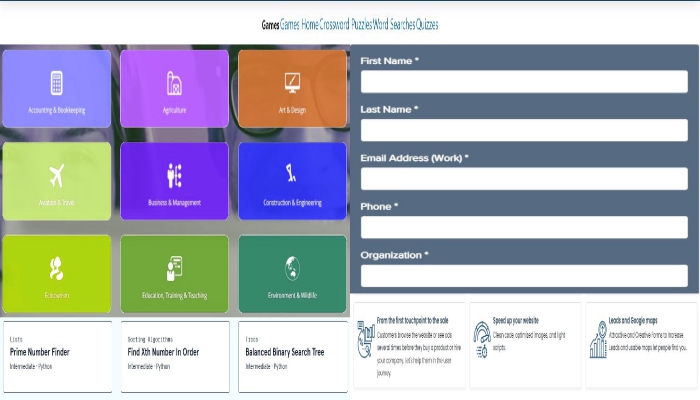 Games Games Home Crossword Puzzles Word Searches Quizzes
Accounting & Bookkeeping
Agriculture
Art & Design
Aviation & Travel
Business & Management
Construction & Engineering
Education, Training & Teaching
Environment & Wildlife
First Name *
Last Name *
Email Address (Work) *
Phone *
Organization *
Lists
Prime Number Finder
Intermediate · Python
Sorting Algorithms
Find Xth Number In Order
Intermediate · Python
Trees
Balanced Binary Search Tree
Intermediate · Python
From the first touchpoint to the sale
Customers browse the website or see ads
several times before they buy a product or hire
your company, let's help them in the user
journey.
Speed up your website
Clean code, optimized images, and light
scripts.
Leads and Google maps
Attractive and Creative Forms to increase
Leads and usable maps let people find you.